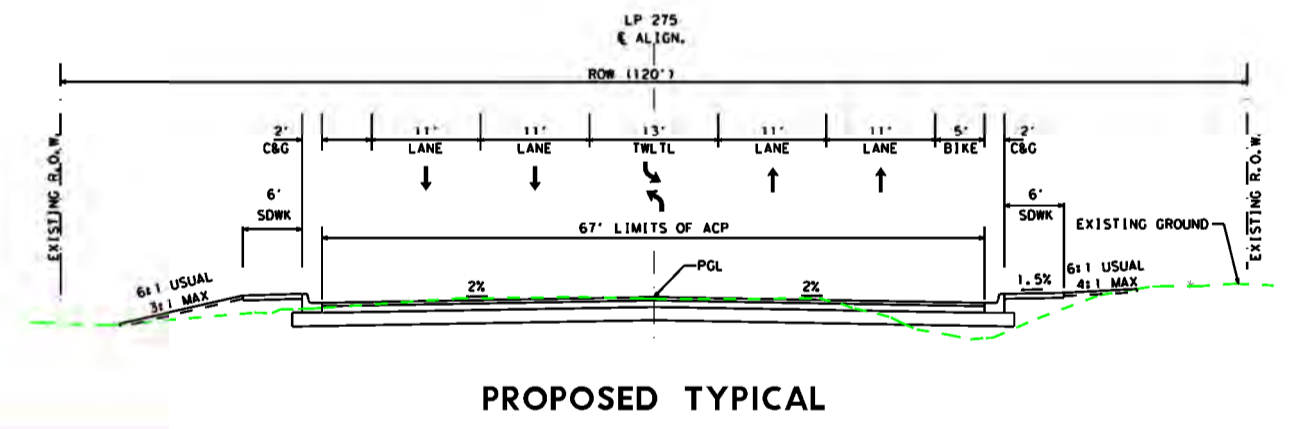 LP 275
℄ ALIGN.
ROW (120')
2' 11' 11' 13' 11' 11' 5' 2'
C&G LANE LANE TWLTL LANE LANE BIKE C&G
EXISTING R.O.W.
EXISTING R.O.W.
6'
SDWK
6'
SDWK
67' LIMITS OF ACP
EXISTING GROUND
PGL
6:1 USUAL
3:1 MAX
2%
2%
1.5%
6:1 USUAL
4:1 MAX
PROPOSED TYPICAL